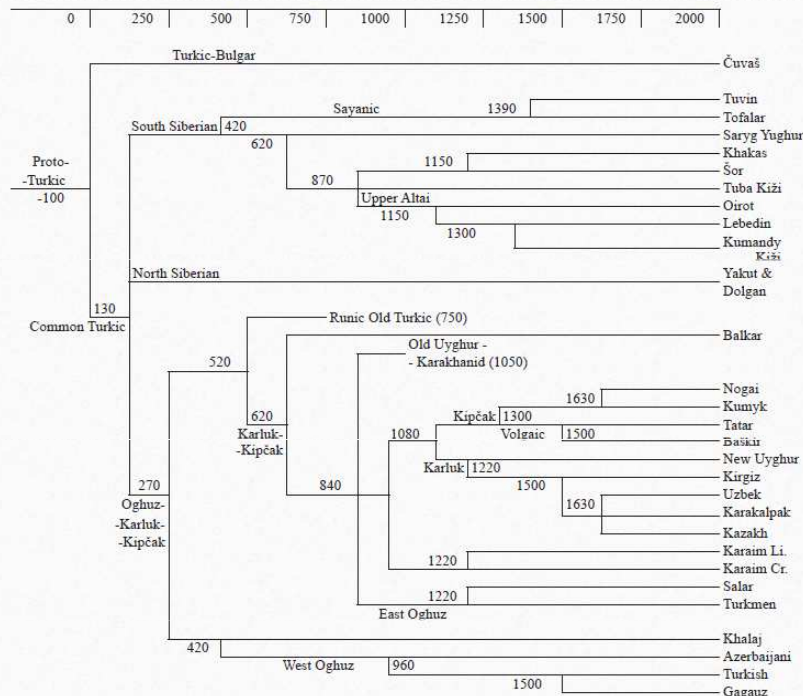 0 250 500 750 1000 1250 1500 1750 2000
Turkic-Bulgar
Čuvaš
Tuvin
Sayanic 1390
Tofalar
South Siberian 420
Saryg Yughur
620
Khakas
1150
Proto-
Šor
-Turkic
870
Tuba Kiži
-100
Upper Altai
Oirot
1150
Lebedin
1300
Kumandy
Kiži
North Siberian
Yakut &
Dolgan
130
Common Turkic
Runic Old Turkic (750)
Balkar
Old Uyghur -
- Karakhanid (1050)
520
Nogai
1630
Kumyk
620
Kipčak 1300
Tatar
Karluk-
-Kipčak
1080
Volgaic 1500
Baškir
New Uyghur
Karluk 1220
Kirgiz
270
840
1500
Uzbek
Oghuz-
-Karluk-
-Kipčak
1630
Karakalpak
Kazakh
Karaim Li.
1220
Karaim Cr.
Salar
1220
Turkmen
East Oghuz
Khalaj
420
Azerbaijani
West Oghuz 960
Turkish
1500
Gagauz